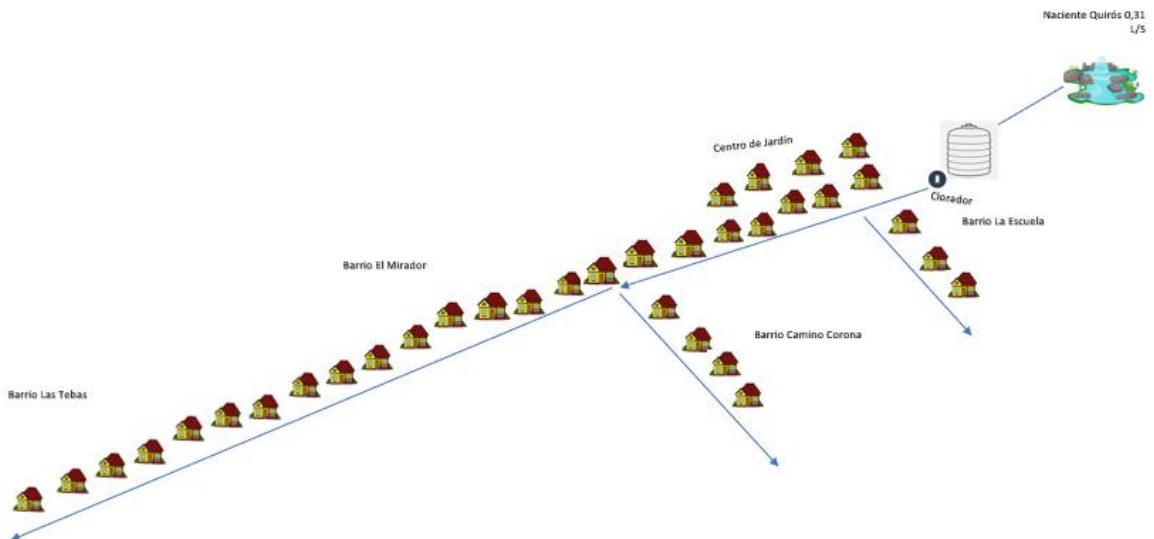 Naciente Quirós 0,31
L/S
Centro de Jardín
Clorador
Barrio La Escuela
Barrio El Mirador
Barrio Camino Corona
Barrio Las Tebas